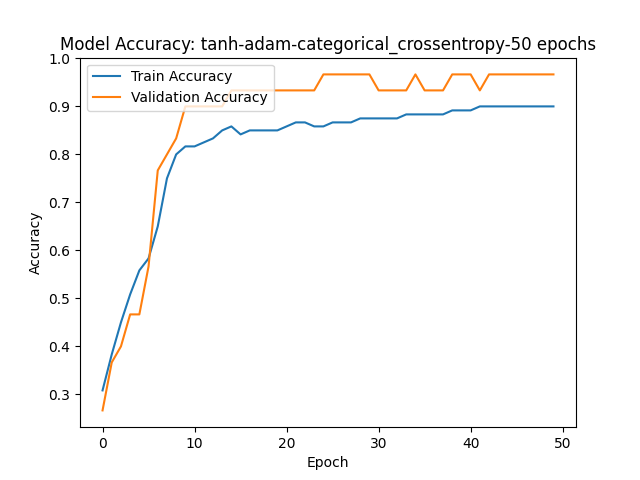 Model Accuracy: tanh-adam-categorical_crossentropy-50 epochs
Train Accuracy
Validation Accuracy
1.0
0.9
0.8
0.7
0.6
0.5
0.4
0.3
Accuracy
0 10 20 30 40 50
Epoch